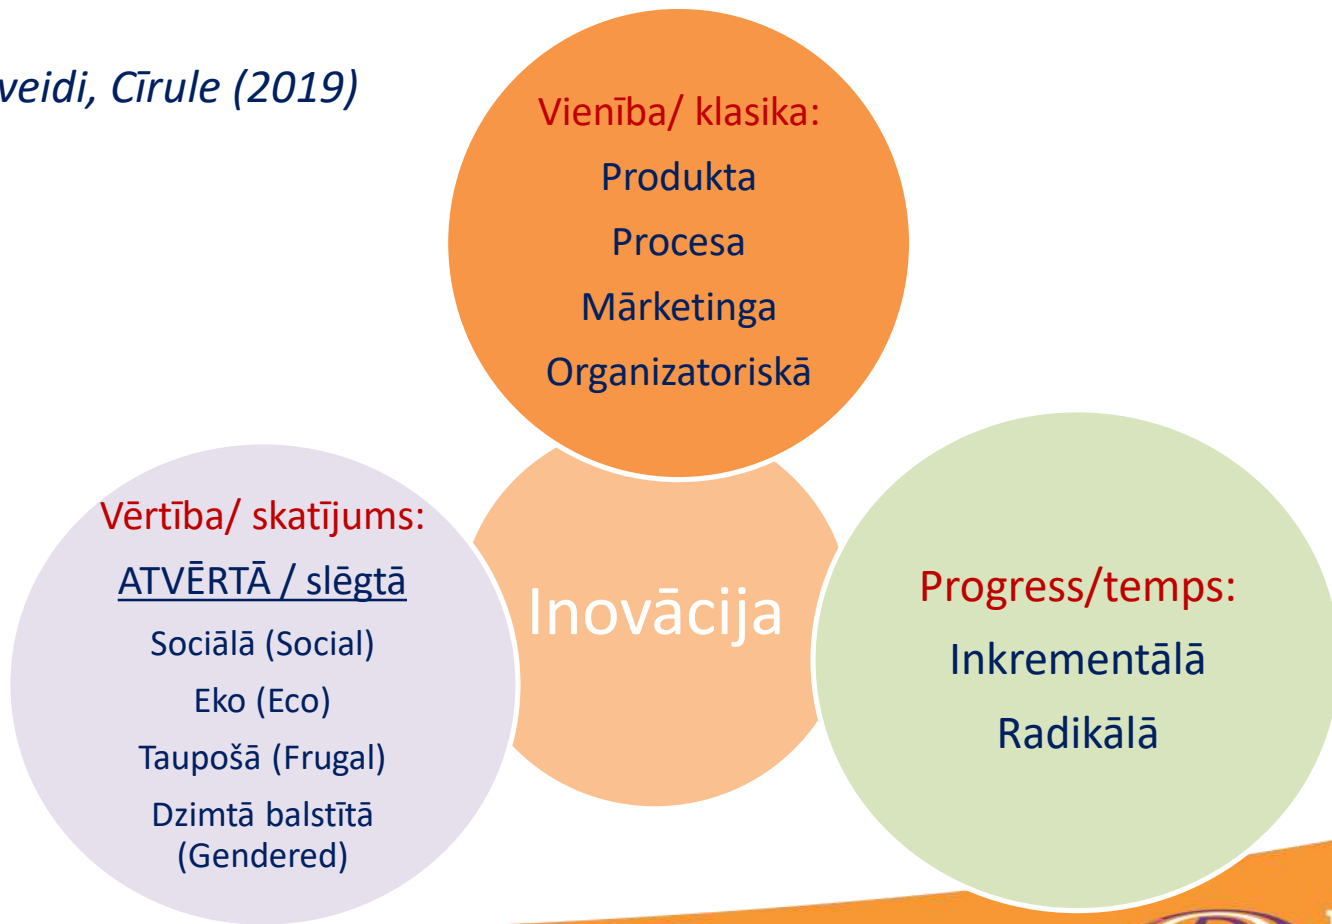 veidi, Cīrule (2019)
Vienība/ klasika:
Produkta
Procesa
Mārketinga
Organizatoriskā
Vērtība/ skatījums:
ATVĒRTĀ / slēgtā
Sociālā (Social)
Eko (Eco)
Taupošā (Frugal)
Dzimtā balstītā
(Gendered)
Inovācija
Progress/temps:
Inkrementālā
Radikālā